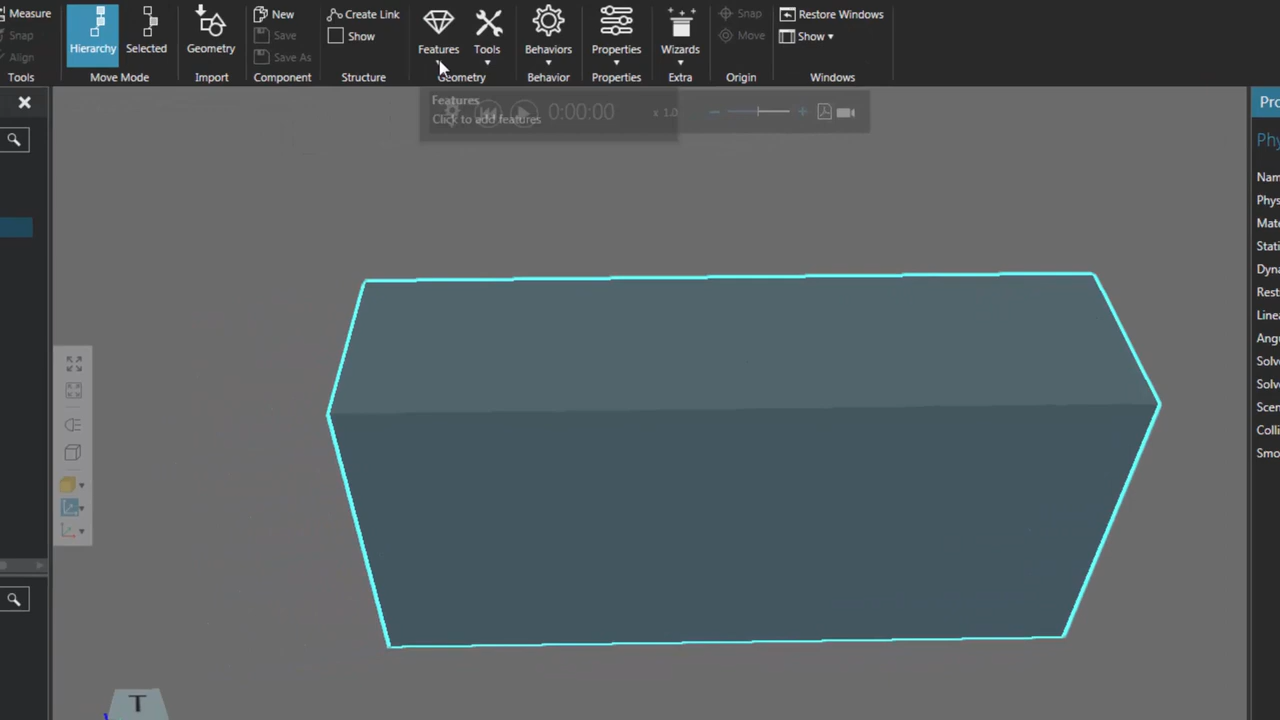 Measure
Snap
Align
Tools
Hierarchy
Selected
Move Mode
Geometry
Import
New
Save
Save As
Component
Create Link
Show
Structure
Features
Tools
Geometry
Behaviors
Behavior
Properties
Properties
Wizards
Extra
Snap
Move
Origin
Restore Windows
Show
Windows
Features
Click to add features
0:00:00
x 1.0
Pro
Phy
Nam
Phys
Mate
Stati
Dyna
Rest
Linea
Angu
Solve
Solve
Scen
Colli
Smo
T